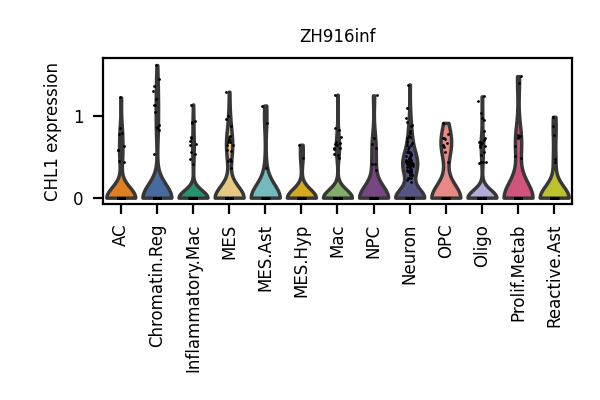 ZH916inf
CHL1 expression
1
0
AC
Chromatin.Reg
Inflammatory.Mac
MES
MES.Ast
MES.Hyp
Mac
NPC
Neuron
OPC
Oligo
Prolif.Metab
Reactive.Ast